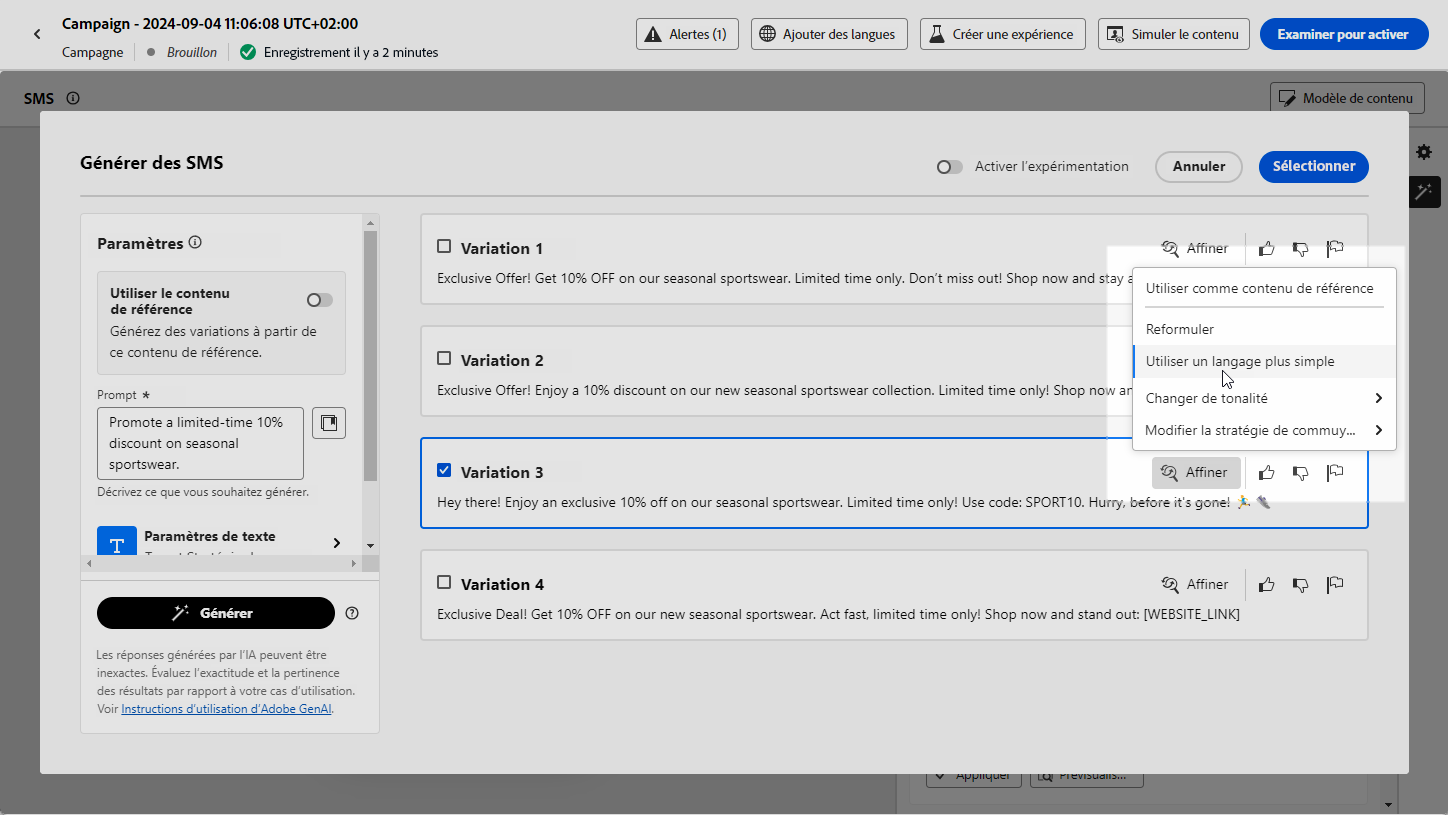 Campaign - 2024-09-04 11:06:08 UTC+02:00
Campagne
Brouillon
Enregistrement il y a 2 minutes
Alertes (1)
Ajouter des langues
Créer une expérience
Simuler le contenu
Examiner pour activer
SMS
Modèle de contenu
Générer des SMS
Activer l'expérimentation
Annuler
Sélectionner
Paramètres
Utiliser le contenu
de référence
Générez des variations à partir de
ce contenu de référence.
Prompt *
Promote a limited-time 10%
discount on seasonal
sportswear.
Décrivez ce que vous souhaitez générer.
T
Paramètres de texte
Générer
Les réponses générées par l'IA peuvent être
inexactes. Évaluez l'exactitude et la pertinence
des résultats par rapport à votre cas d'utilisation.
Voir Instructions d'utilisation d'Adobe GenAI.
Variation 1
Affiner
Exclusive Offer! Get 10% OFF on our seasonal sportswear. Limited time only. Don't miss out! Shop now and stay
Variation 2
Exclusive Offer! Enjoy a 10% discount on our new seasonal sportswear collection. Limited time only! Shop now
Utiliser comme contenu de référence
Reformuler
Utiliser un langage plus simple
Changer de tonalité
Modifier la stratégie de commuy...
Variation 3
Affiner
Hey there! Enjoy an exclusive 10% off on our seasonal sportswear. Limited time only! Use code: SPORT10. Hurry, before it's gone! 🏃‍♂️ 👟
Variation 4
Affiner
Exclusive Deal! Get 10% OFF on our new seasonal sportswear. Act fast, limited time only! Shop now and stand out: [WEBSITE_LINK]
Appliquer
Prévisualis...